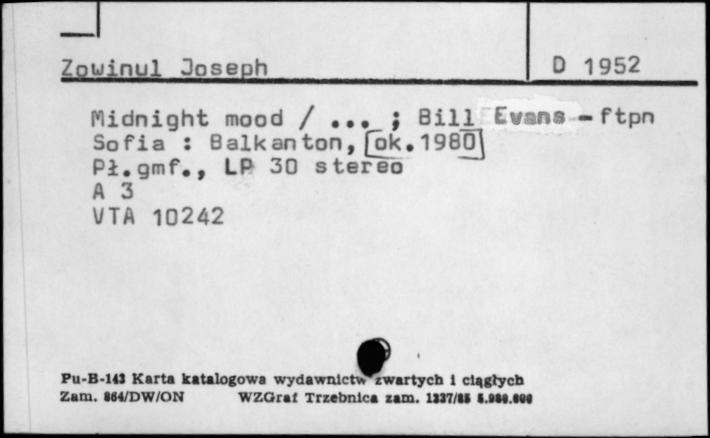 Zowinul Joseph
D 1952
Midnight mood / ... ; Bill Evans - ftpn
Sofia : Balkanton, [ok.1980]
Pł.gmf., LP 30 stereo
A 3
VTA 10242
Pu-B-143 Karta katalogowa wydawnictw zwartych i ciągłych
Zam. 864/DW/ON WZGraf Trzebnica zam. 1337/85